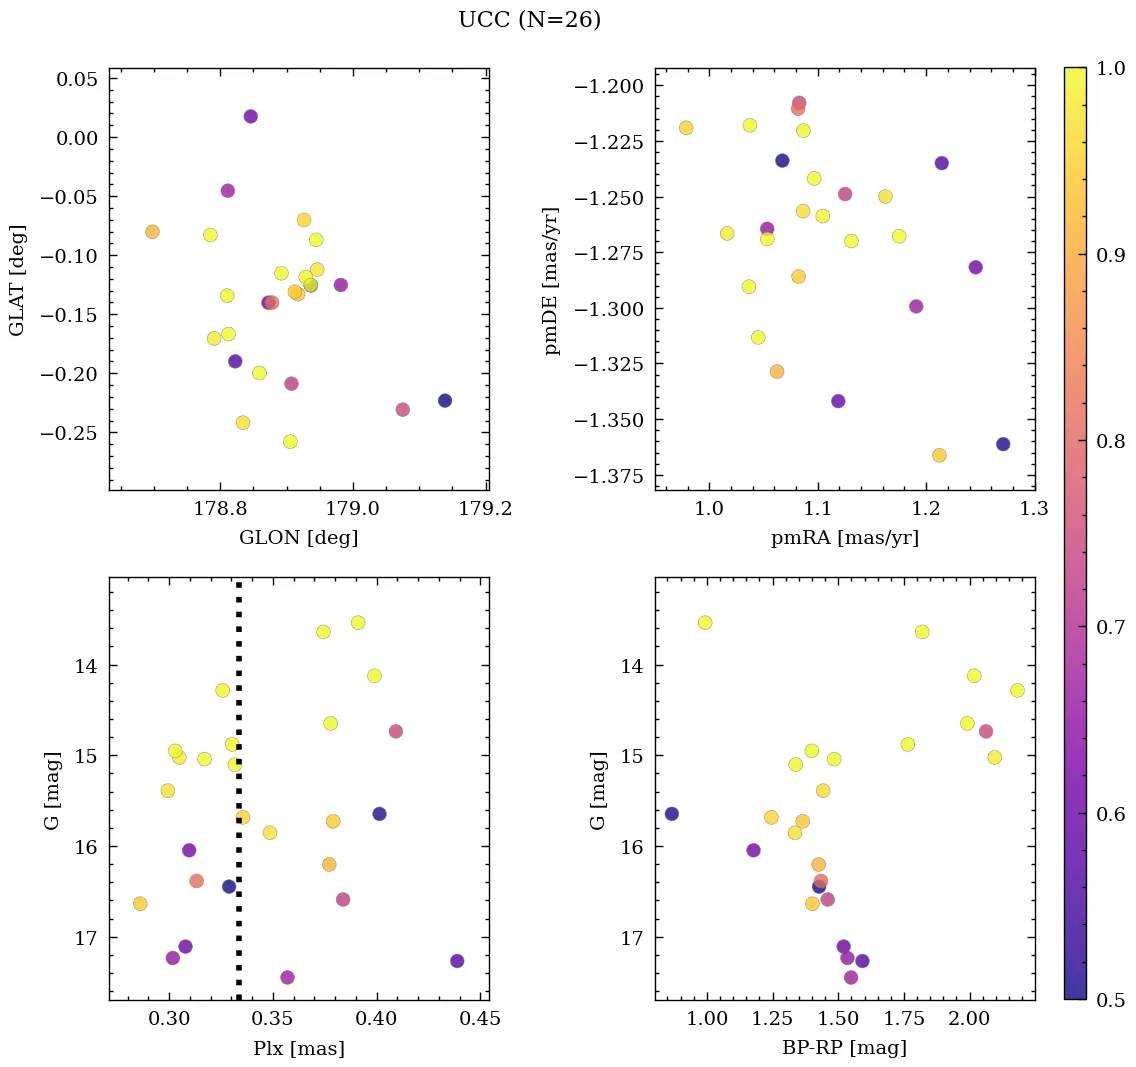 UCC (N=26)
0.05
0.00
−0.05
−0.10
−0.15
−0.20
−0.25
GLAT [deg]
178.8 179.0 179.2
GLON [deg]
−1.200
−1.225
−1.250
−1.275
−1.300
−1.325
−1.350
−1.375
pmDE [mas/yr]
1.0 1.1 1.2 1.3
pmRA [mas/yr]
14
15
16
17
G [mag]
0.30 0.35 0.40 0.45
Plx [mas]
14
15
16
17
G [mag]
1.00 1.25 1.50 1.75 2.00
BP-RP [mag]
1.0
0.9
0.8
0.7
0.6
0.5